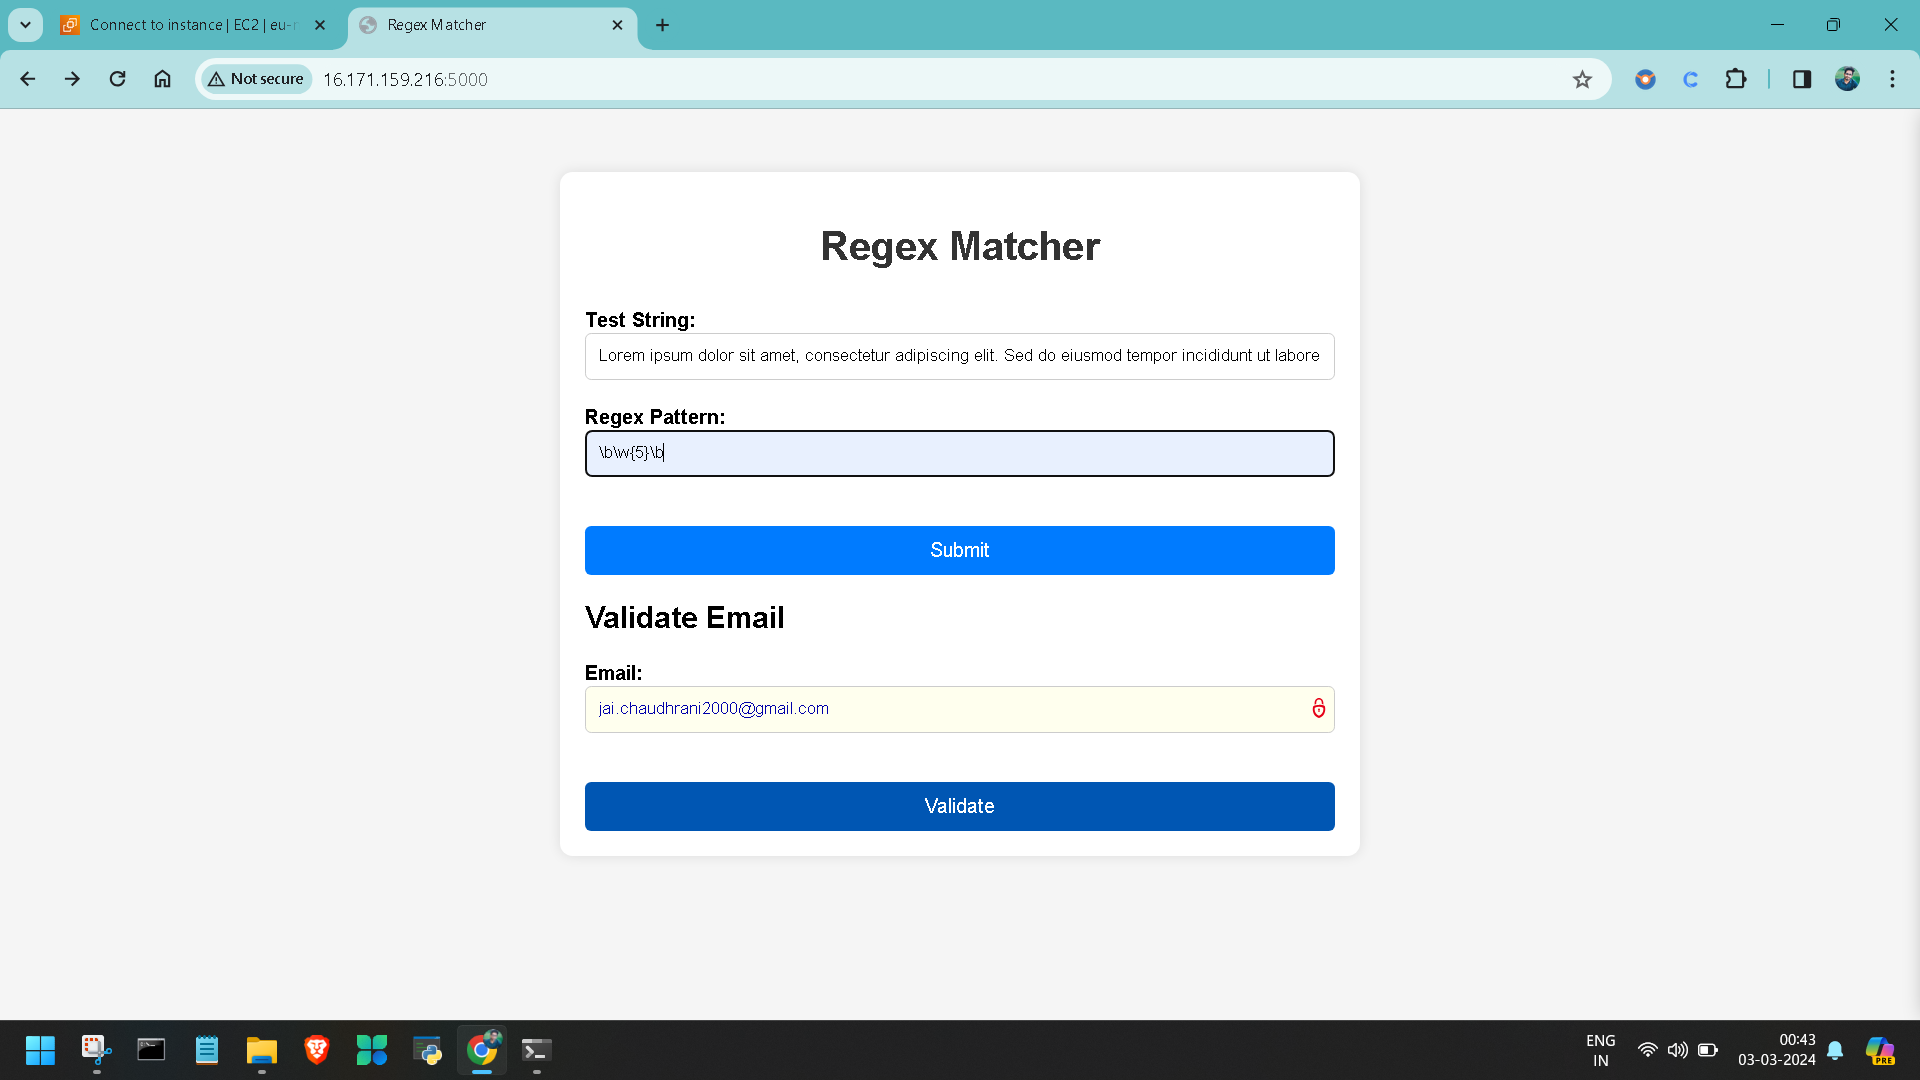 Connect to instance | EC2 | eu-n
Regex Matcher
Not secure
16.171.159.216:5000
Regex Matcher
Test String:
Lorem ipsum dolor sit amet, consectetur adipiscing elit. Sed do eiusmod tempor incididunt ut labore
Regex Pattern:
\b\w{5}\b
Submit
Validate Email
Email:
jai.chaudhrani2000@gmail.com
Validate
ENG
IN
00:43
03-03-2024
PRE